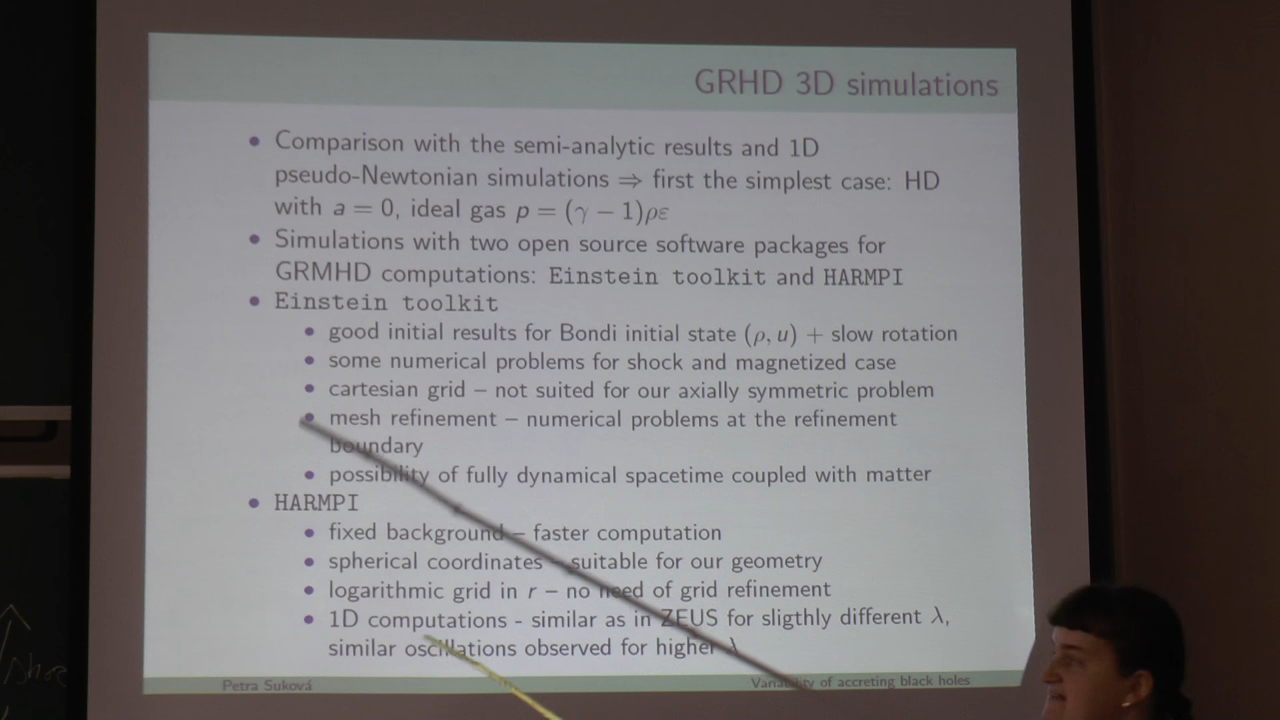 GRHD 3D simulations
• Comparison with the semi-analytic results and 1D
pseudo-Newtonian simulations ⇒ first the simplest case: HD
with a = 0, ideal gas p = (γ − 1)ρε
• Simulations with two open source software packages for
GRMHD computations: Einstein toolkit and HARMPI
• Einstein toolkit
• good initial results for Bondi initial state (ρ, u) + slow rotation
• some numerical problems for shock and magnetized case
• cartesian grid – not suited for our axially symmetric problem
• mesh refinement – numerical problems at the refinement
boundary
• possibility of fully dynamical spacetime coupled with matter
• HARMPI
• fixed background – faster computation
• spherical coordinates – suitable for our geometry
• logarithmic grid in r – no need of grid refinement
• 1D computations - similar as in ZEUS for sligthly different λ,
similar oscillations observed for higher λ
Petra Suková
Variability of accreting black holes